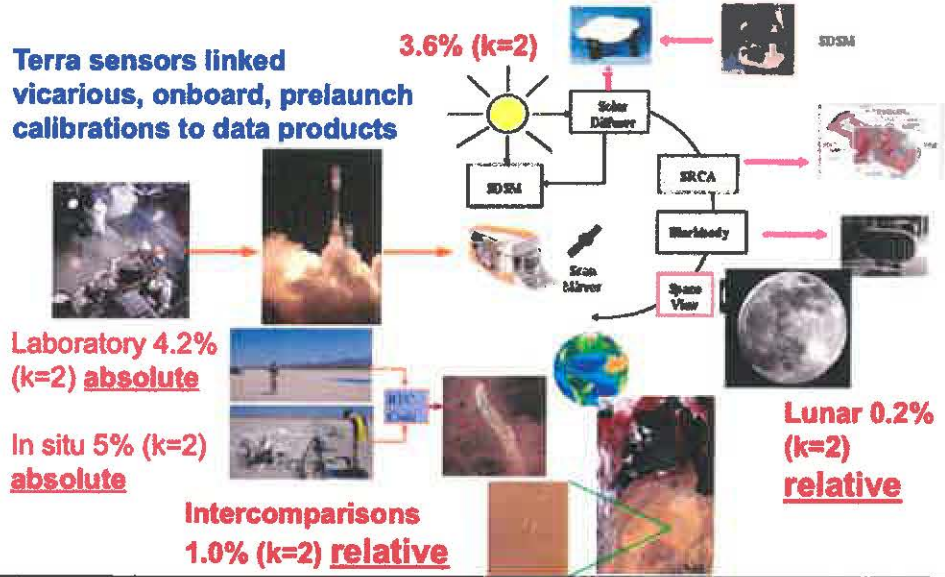 Terra sensors linked
vicarious, onboard, prelaunch
calibrations to data products
3.6% (k=2)
SDSM
Solar
Diffuser
SDSM
SRCA
Blackbody
Scan
Mirror
Space
View
Laboratory 4.2%
(k=2) absolute
In situ 5% (k=2)
absolute
Intercomparisons
1.0% (k=2) relative
Lunar 0.2%
(k=2)
relative